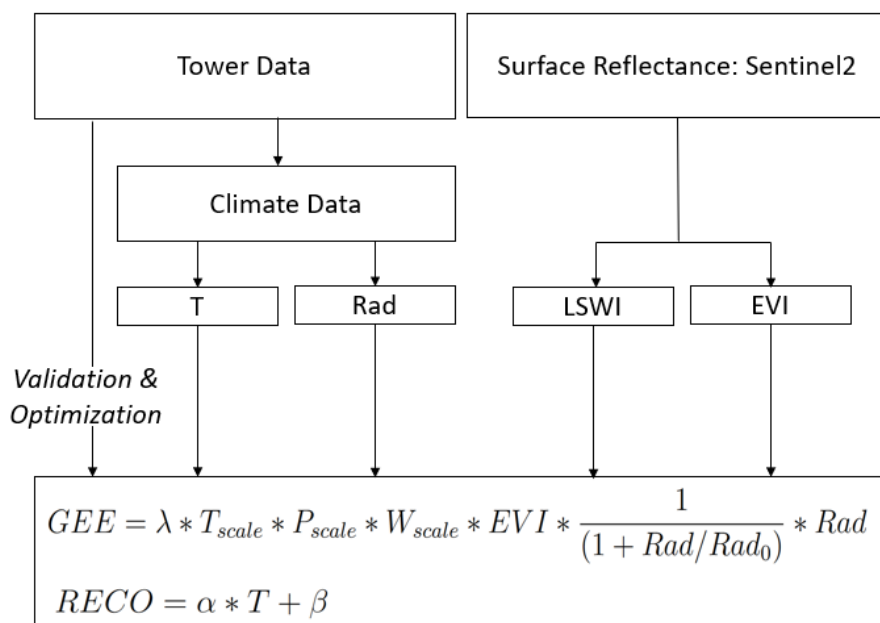 Tower Data
Surface Reflectance: Sentinel2
Climate Data
T
Rad
LSWI
EVI
Validation &
Optimization
GEE = λ * T_scale * P_scale * W_scale * EVI * 1/(1 + Rad/Rad_0) * Rad
RECO = α * T + β